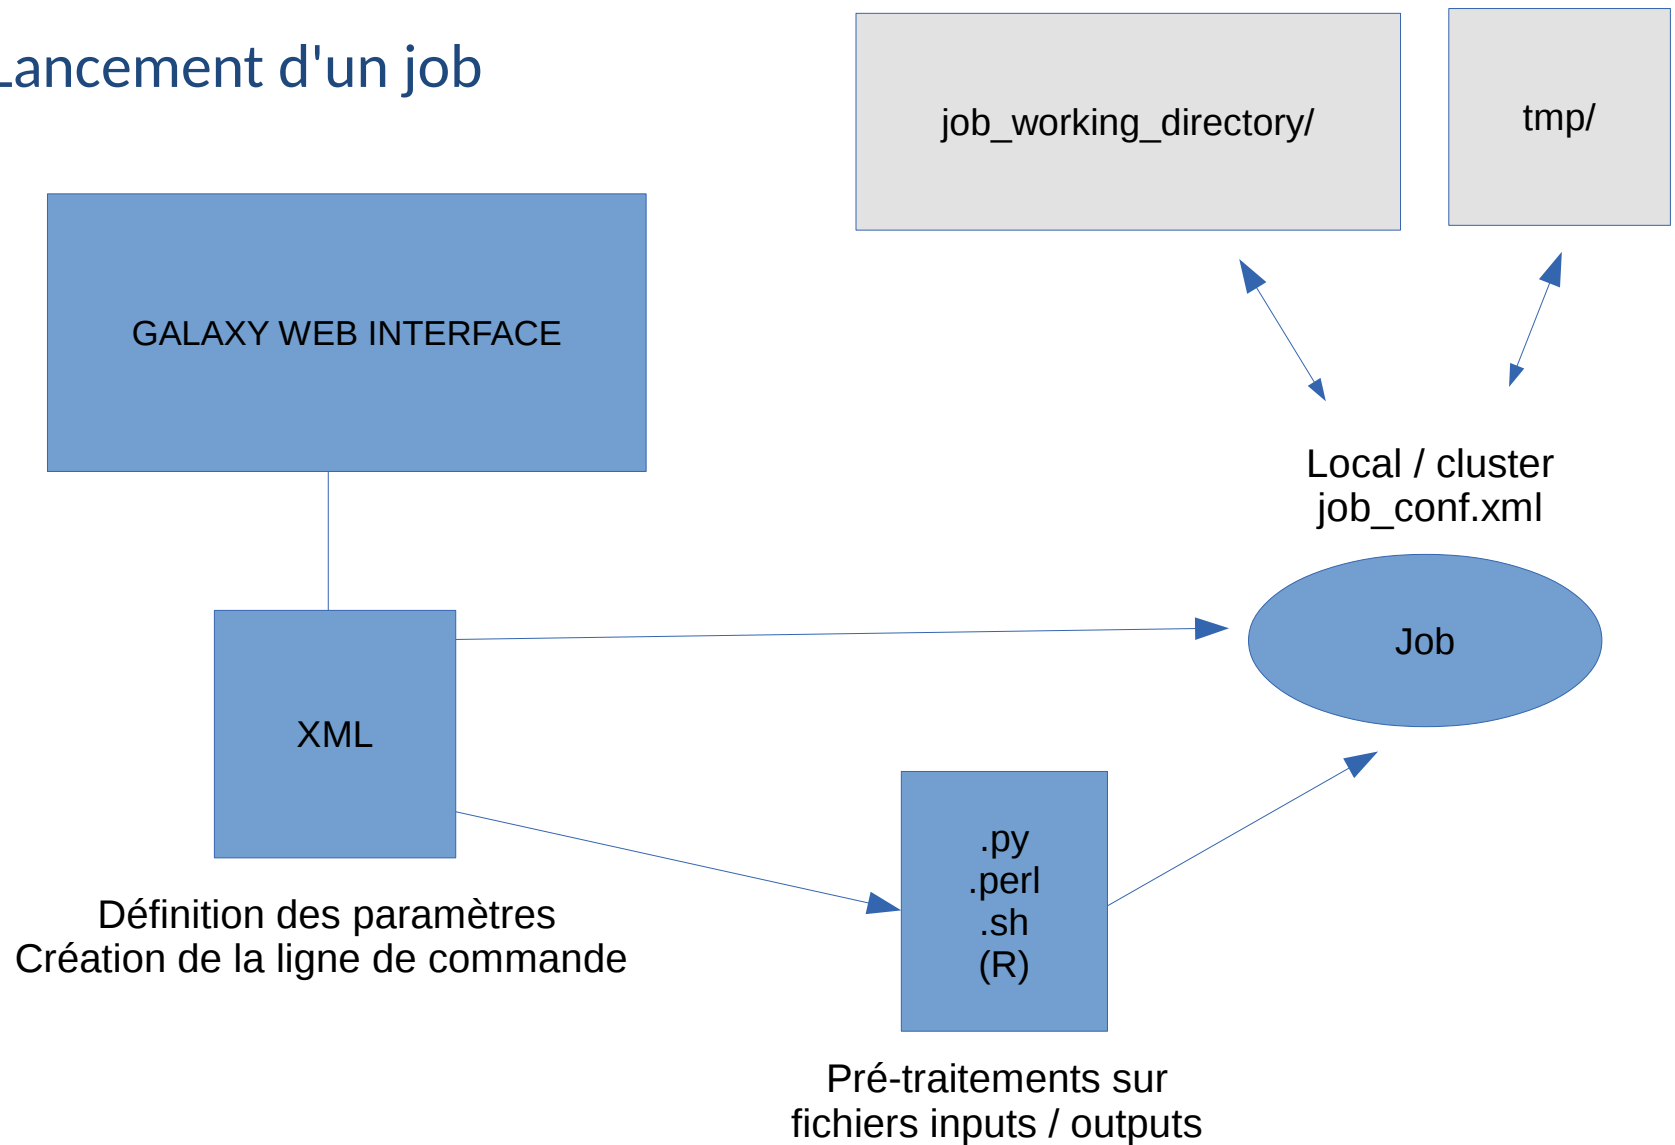 Lancement d'un job
job_working_directory/
tmp/
GALAXY WEB INTERFACE
Local / cluster
job_conf.xml
Job
XML
.py
.perl
.sh
(R)
Définition des paramètres
Création de la ligne de commande
Pré-traitements sur
fichiers inputs / outputs